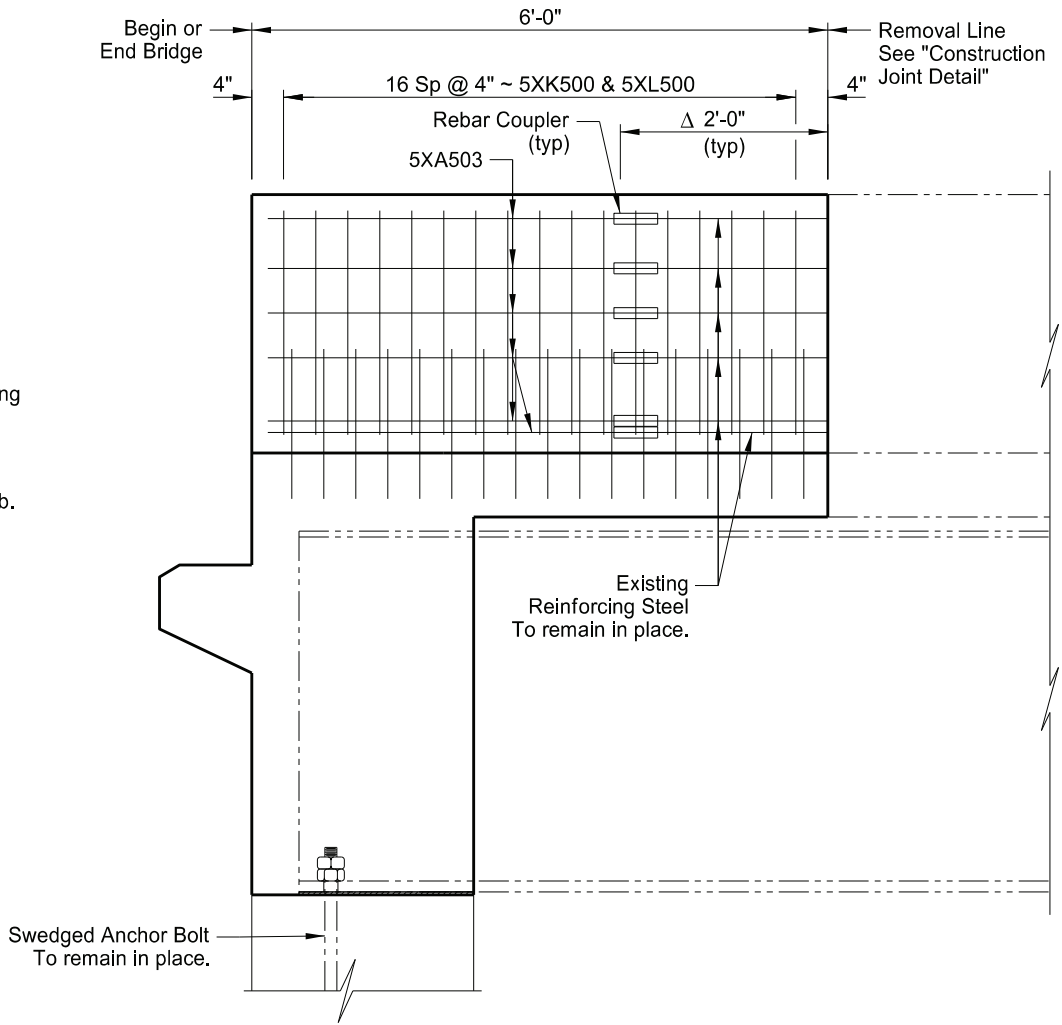 6'-0"
Begin or
End Bridge
Removal Line
See "Construction
Joint Detail"
4"
16 Sp @ 4" ~ 5XK500 & 5XL500
4"
Rebar Coupler
(typ)
Δ 2'-0"
(typ)
5XA503
Existing
Reinforcing Steel
To remain in place.
Swedged Anchor Bolt
To remain in place.